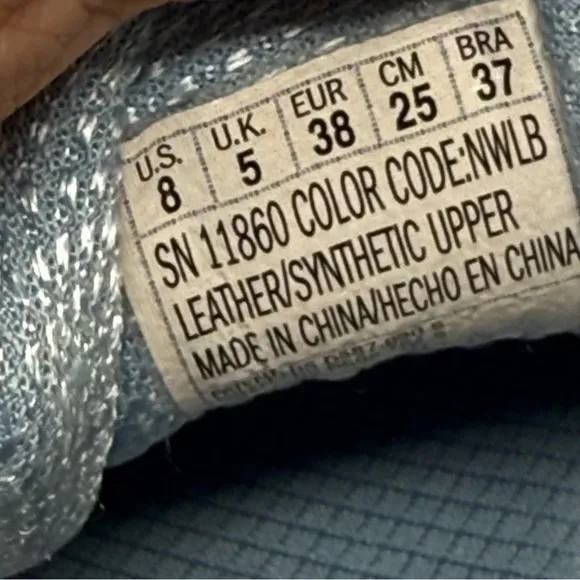 U.S. U.K. EUR CM BRA
8 5 38 25 37
SN 11860 COLOR CODE:NWLB
LEATHER/SYNTHETIC UPPER
MADE IN CHINA/HECHO EN CHINA